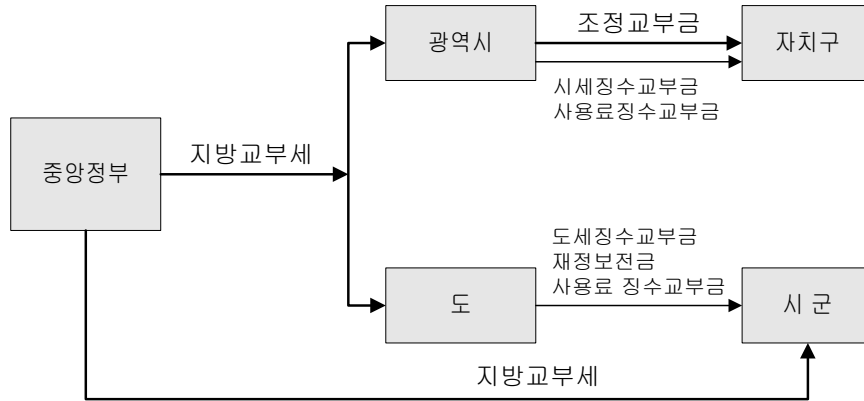 광역시
조정교부금
자치구
시세징수교부금
사용료징수교부금
중앙정부
지방교부세
도세징수교부금
재정보전금
사용료 징수교부금
도
시 군
지방교부세